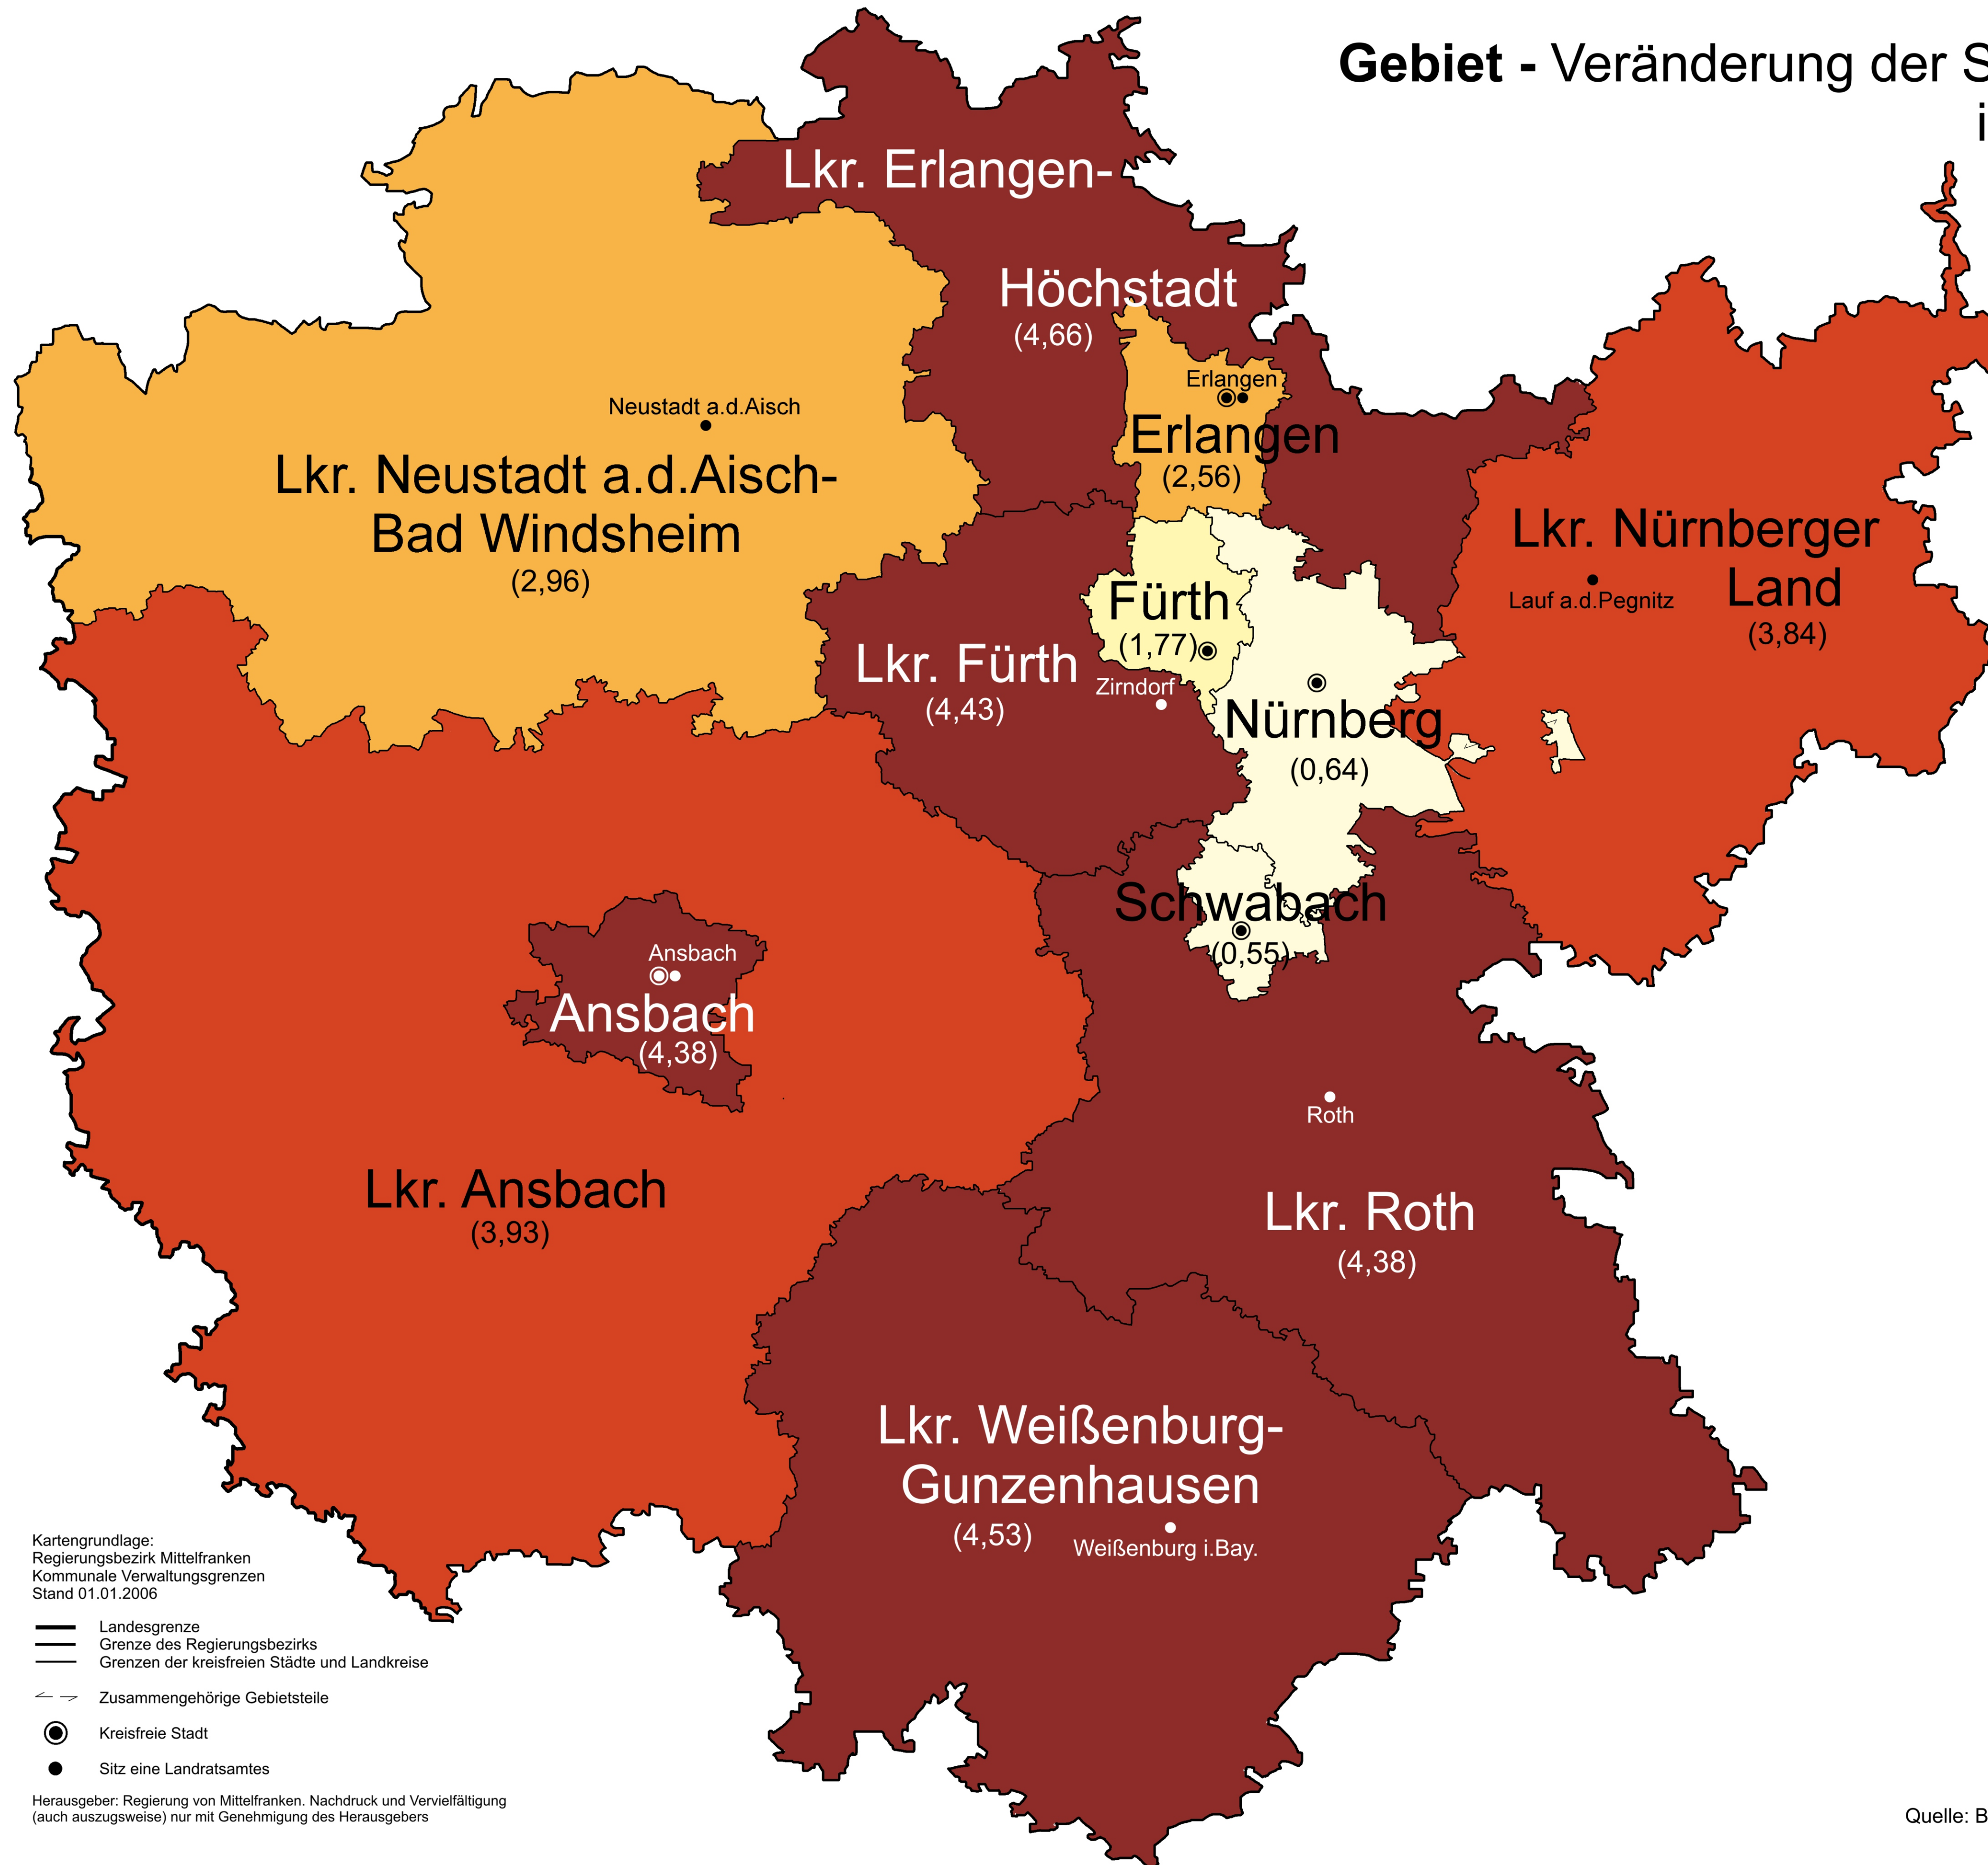 Gebiet - Veränderung der S
i
Lkr. Erlangen-
Höchstadt
(4,66)
Erlangen
Erlangen
(2,56)
Neustadt a.d.Aisch
Lkr. Neustadt a.d.Aisch-
Bad Windsheim
(2,96)
Lkr. Nürnberger
Land
Lauf a.d.Pegnitz
(3,84)
Fürth
(1,77)
Lkr. Fürth
(4,43)
Zirndorf
Nürnberg
(0,64)
Schwabach
(0,55)
Ansbach
Ansbach
(4,38)
Roth
Lkr. Ansbach
(3,93)
Lkr. Roth
(4,38)
Lkr. Weißenburg-
Gunzenhausen
(4,53)
Weißenburg i.Bay.
Kartengrundlage:
Regierungsbezirk Mittelfranken
Kommunale Verwaltungsgrenzen
Stand 01.01.2006
Landesgrenze
Grenze des Regierungsbezirks
Grenzen der kreisfreien Städte und Landkreise
Zusammengehörige Gebietsteile
Kreisfreie Stadt
Sitz eine Landratsamtes
Herausgeber: Regierung von Mittelfranken. Nachdruck und Vervielfältigung
(auch auszugsweise) nur mit Genehmigung des Herausgebers
Quelle: B